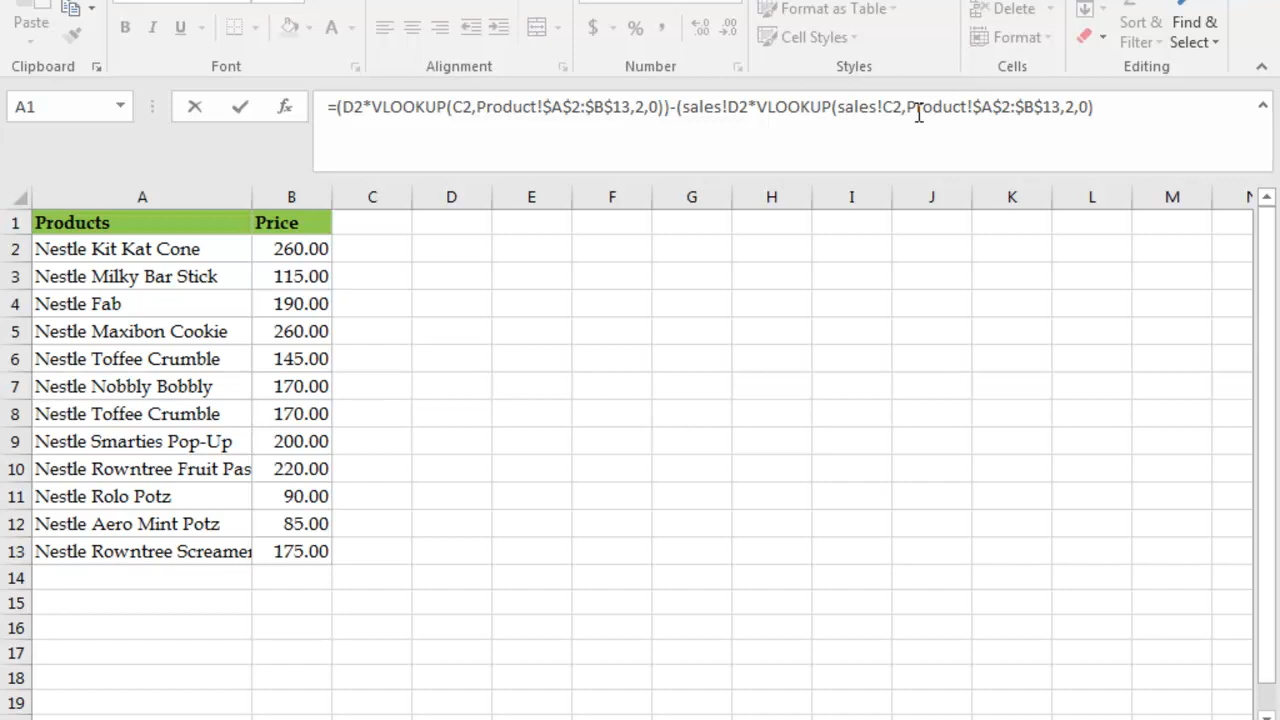 Paste
B I U A
$ % , .00
Format as Table
Cell Styles
Delete
Format
Sort & Find &
Filter Select
Clipboard Font Alignment Number Styles Cells Editing
A1 fx =(D2*VLOOKUP(C2,Product!$A$2:$B$13,2,0))-(sales!D2*VLOOKUP(sales!C2,Product!$A$2:$B$13,2,0)
A B C D E F G H I J K L M N
1 Products Price
2 Nestle Kit Kat Cone 260.00
3 Nestle Milky Bar Stick 115.00
4 Nestle Fab 190.00
5 Nestle Maxibon Cookie 260.00
6 Nestle Toffee Crumble 145.00
7 Nestle Nobbly Bobbly 170.00
8 Nestle Toffee Crumble 170.00
9 Nestle Smarties Pop-Up 200.00
10 Nestle Rowntree Fruit Pas 220.00
11 Nestle Rolo Potz 90.00
12 Nestle Aero Mint Potz 85.00
13 Nestle Rowntree Screamer 175.00
14
15
16
17
18
19